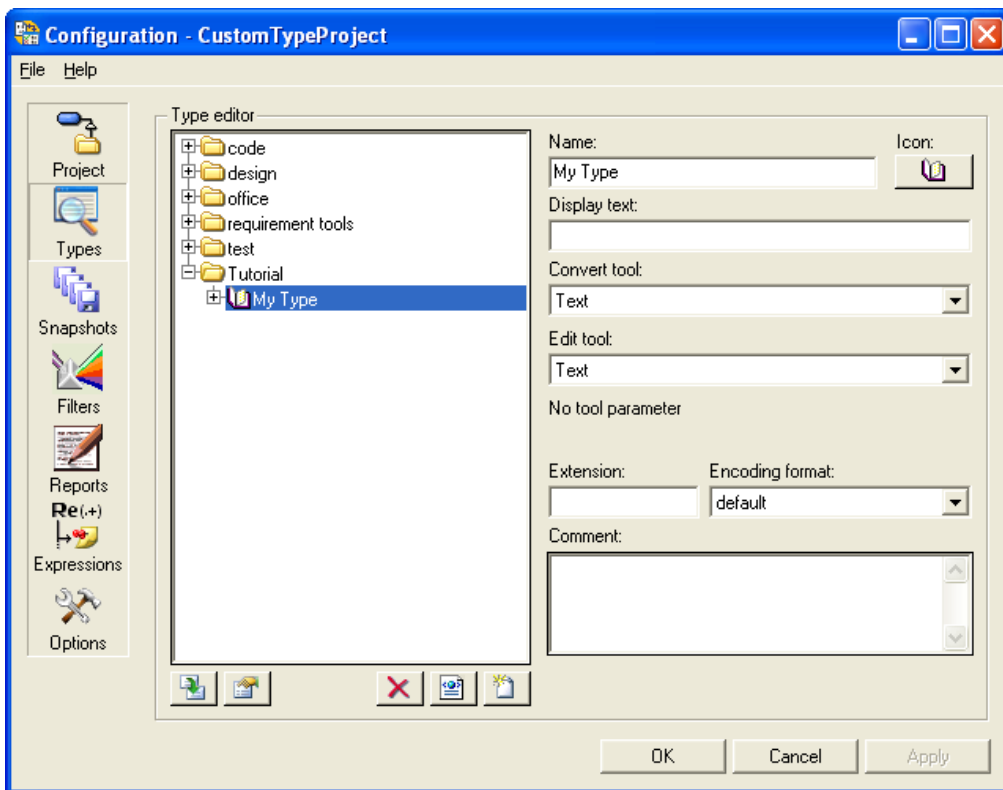 Configuration - CustomTypeProject
File Help
Project
Types
Snapshots
Filters
Reports
Re(.+)
Expressions
Options
Type editor
code
design
office
requirement tools
test
Tutorial
My Type
Name:
Icon:
My Type
Display text:
Convert tool:
Text
Edit tool:
Text
No tool parameter
Extension:
Encoding format:
default
Comment:
OK
Cancel
Apply